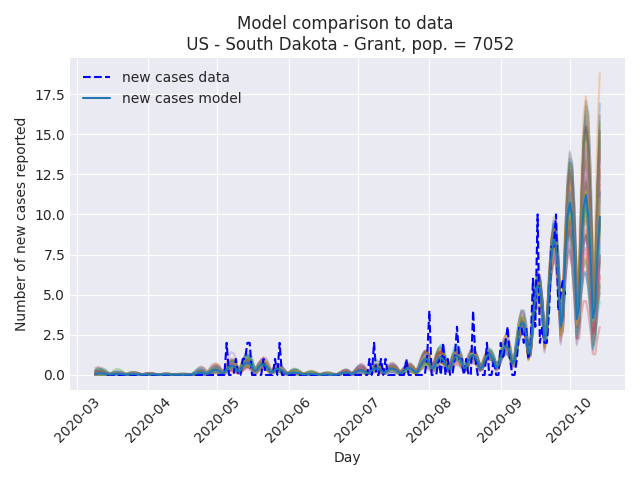 Model comparison to data
US - South Dakota - Grant, pop. = 7052
new cases data
new cases model
Number of new cases reported
17.5
15.0
12.5
10.0
7.5
5.0
2.5
0.0
2020-03
2020-04
2020-05
2020-06
2020-07
2020-08
2020-09
2020-10
Day